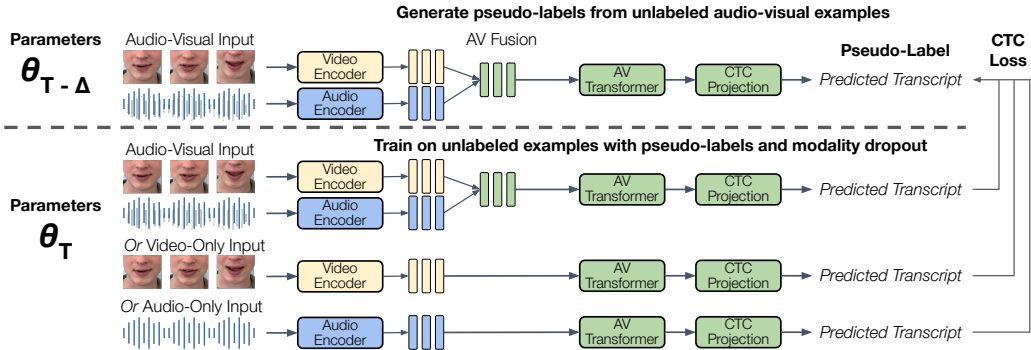 Generate pseudo-labels from unlabeled audio-visual examples
Parameters
θT - Δ
Audio-Visual Input
Video
Encoder
Audio
Encoder
AV Fusion
AV
Transformer
CTC
Projection
Pseudo-Label
Predicted Transcript
CTC
Loss
Train on unlabeled examples with pseudo-labels and modality dropout
Parameters
θT
Audio-Visual Input
Video
Encoder
Audio
Encoder
AV
Transformer
CTC
Projection
Predicted Transcript
Or Video-Only Input
Video
Encoder
AV
Transformer
CTC
Projection
Predicted Transcript
Or Audio-Only Input
Audio
Encoder
AV
Transformer
CTC
Projection
Predicted Transcript